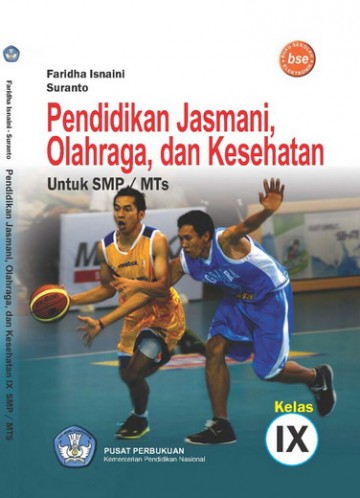 Faridha Isnaini
Suranto
Pendidikan Jasmani,
Olahraga, dan Kesehatan
Untuk SMP / MTs
bse
Kelas
IX
PUSAT PERBUKUAN
Kementerian Pendidikan Nasional
Faridha Isnaini - Suranto
Pendidikan Jasmani, Olahraga, dan Kesehatan IX SMP / MTs